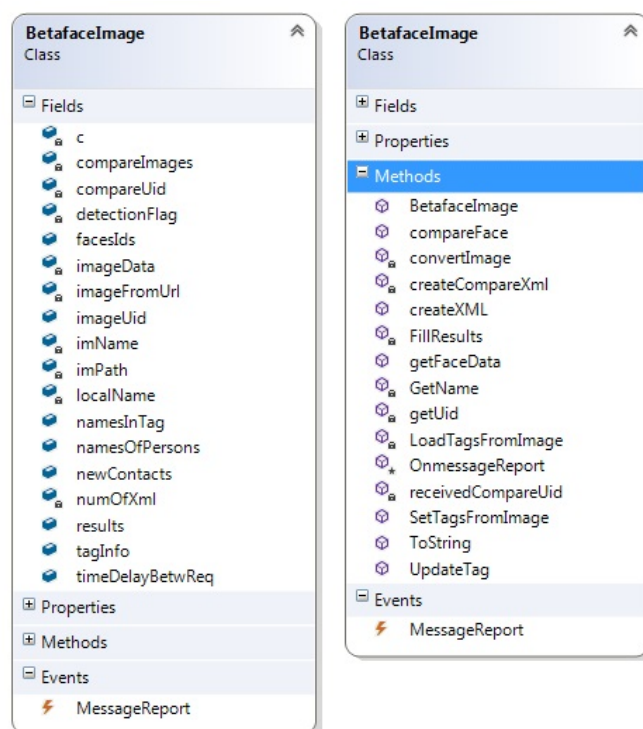 BetafaceImage
Class
Fields
c
compareImages
compareUid
detectionFlag
facesIds
imageData
imageFromUrl
imageUid
imName
imPath
localName
namesInTag
namesOfPersons
newContacts
numOfXml
results
tagInfo
timeDelayBetwReq
Properties
Methods
Events
MessageReport
BetafaceImage
Class
Fields
Properties
Methods
BetafaceImage
compareFace
convertImage
createCompareXml
createXML
FillResults
getFaceData
GetName
getUid
LoadTagsFromImage
OnmessageReport
receivedCompareUid
SetTagsFromImage
ToString
UpdateTag
Events
MessageReport